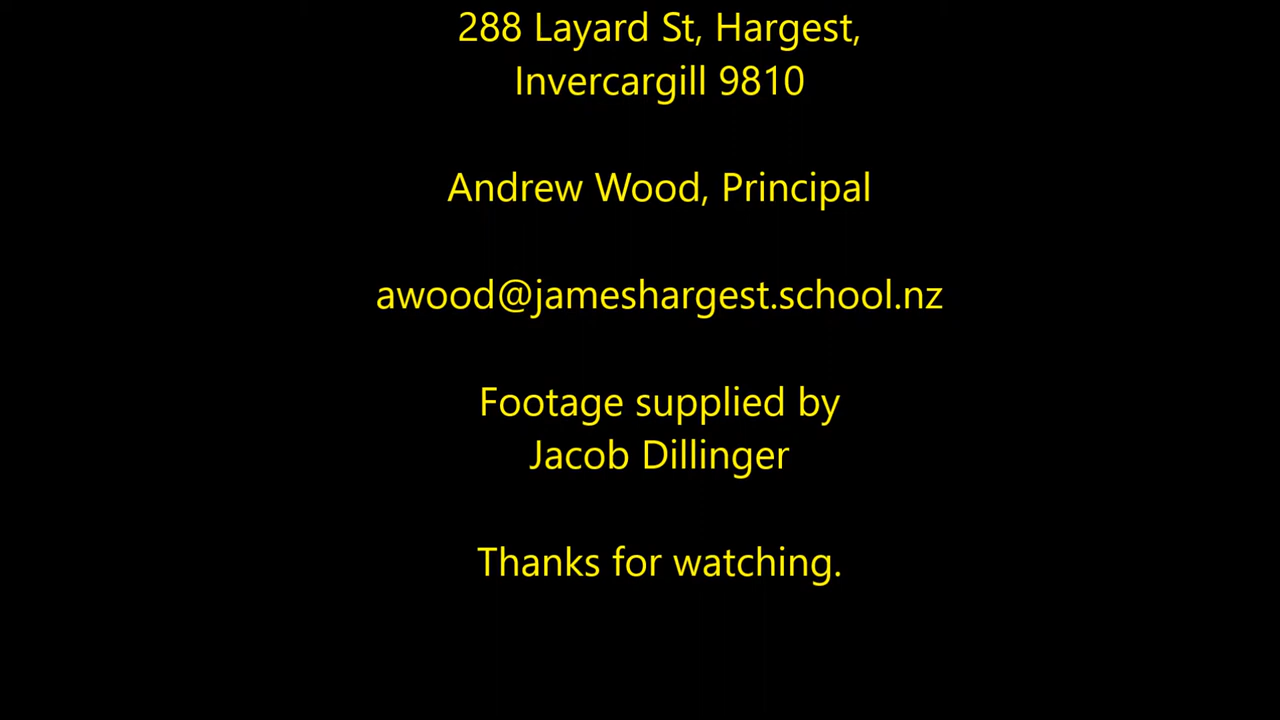 288 Layard St, Hargest,
Invercargill 9810
Andrew Wood, Principal
awood@jameshargest.school.nz
Footage supplied by
Jacob Dillinger
Thanks for watching.